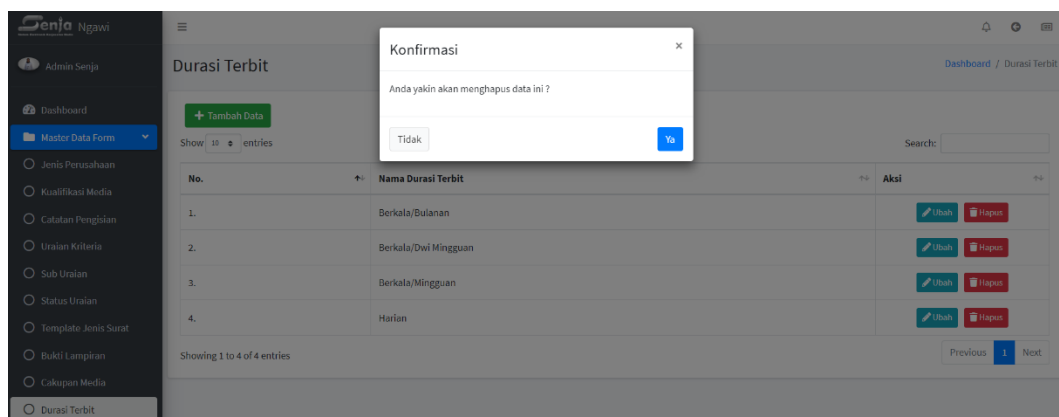 Senja Ngawi
Admin Senja
Dashboard
Master Data Form
Jenis Perusahaan
Kualifikasi Media
Catatan Pengisian
Uraian Kriteria
Sub Uraian
Status Uraian
Template Jenis Surat
Bukti Lampiran
Cakupan Media
Durasi Terbit
Konfirmasi ×
Anda yakin akan menghapus data ini ?
Tidak Ya
Durasi Terbit Dashboard / Durasi Terbit
+ Tambah Data
Show 10 entries Search:
No. Nama Durasi Terbit Aksi
1. Berkala/Bulanan Ubah Hapus
2. Berkala/Dwi Mingguan Ubah Hapus
3. Berkala/Mingguan Ubah Hapus
4. Harian Ubah Hapus
Showing 1 to 4 of 4 entries Previous 1 Next